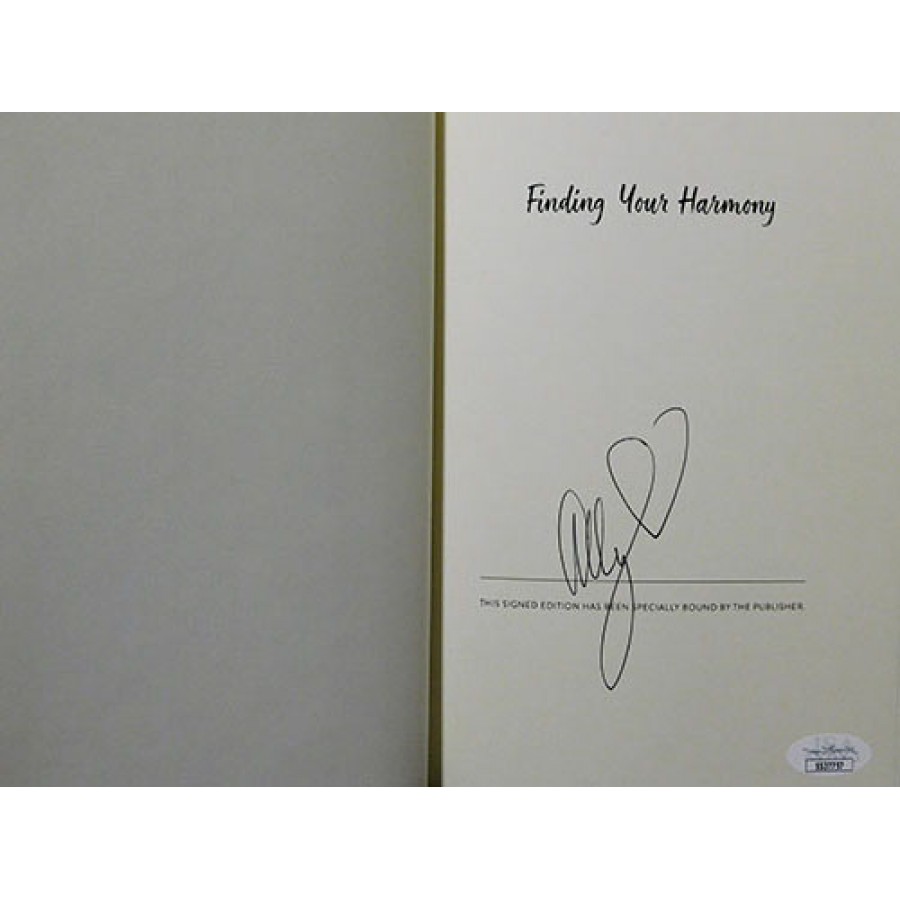 Finding Your Harmony
Ally
THIS SIGNED EDITION HAS BEEN SPECIALLY BOUND BY THE PUBLISHER.